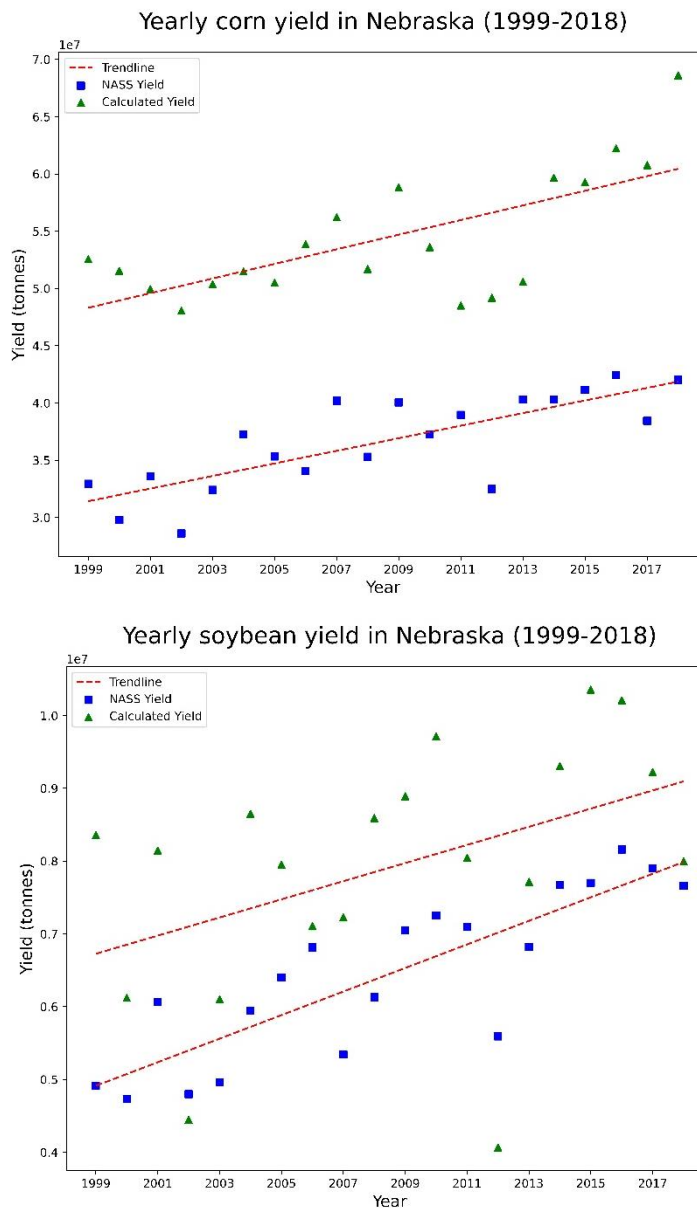 Yearly corn yield in Nebraska (1999-2018)
1e7
Trendline
NASS Yield
Calculated Yield
7.0
6.5
6.0
5.5
5.0
4.5
4.0
3.5
3.0
Yield (tonnes)
1999 2001 2003 2005 2007 2009 2011 2013 2015 2017
Year
Yearly soybean yield in Nebraska (1999-2018)
1e7
Trendline
NASS Yield
Calculated Yield
1.0
0.9
0.8
0.7
0.6
0.5
0.4
Yield (tonnes)
1999 2001 2003 2005 2007 2009 2011 2013 2015 2017
Year